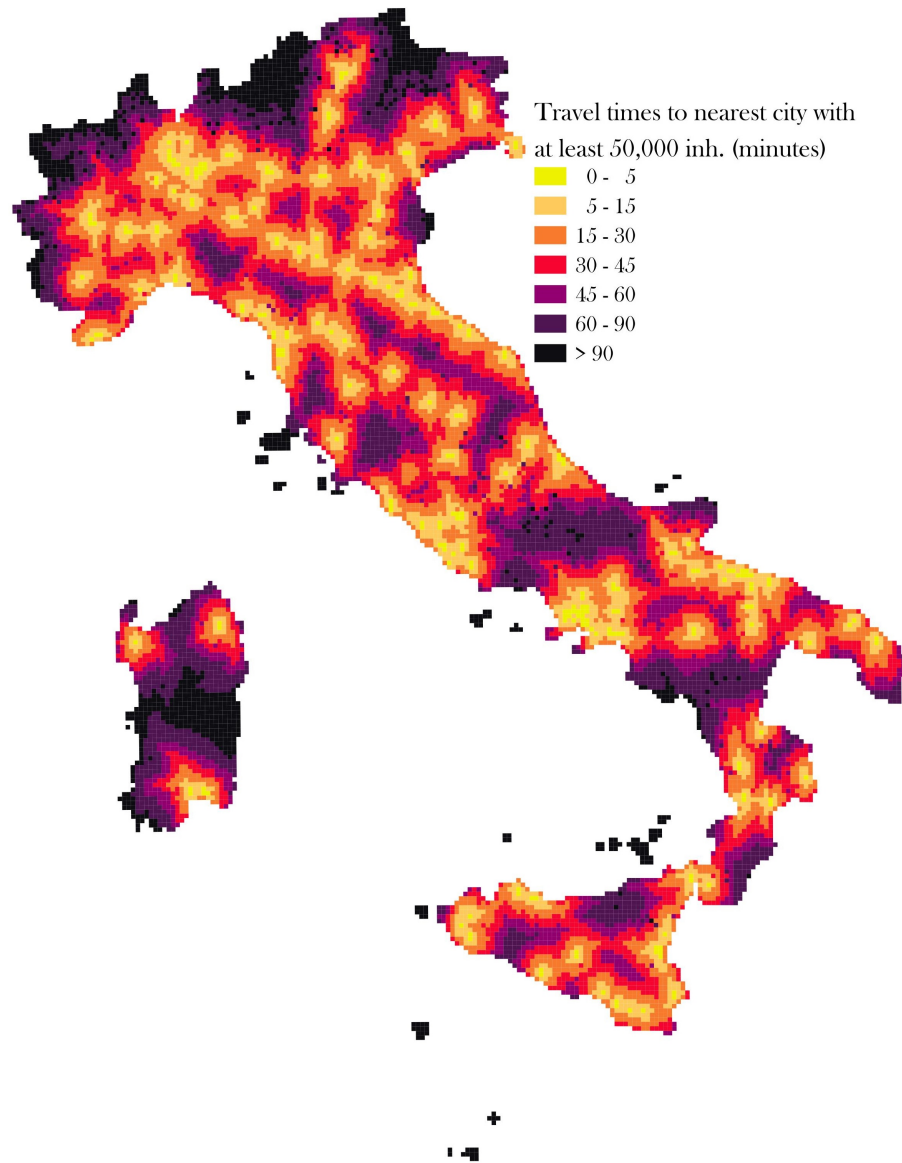 Travel times to nearest city with
at least 50,000 inh. (minutes)
0 - 5
5 - 15
15 - 30
30 - 45
45 - 60
60 - 90
> 90